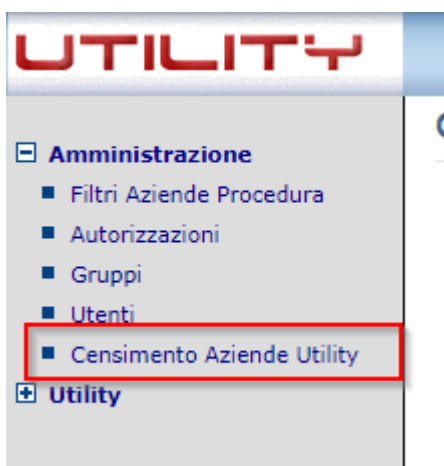 UTILITY
Amministrazione
Filtri Aziende Procedura
Autorizzazioni
Gruppi
Utenti
Censimento Aziende Utility
Utility